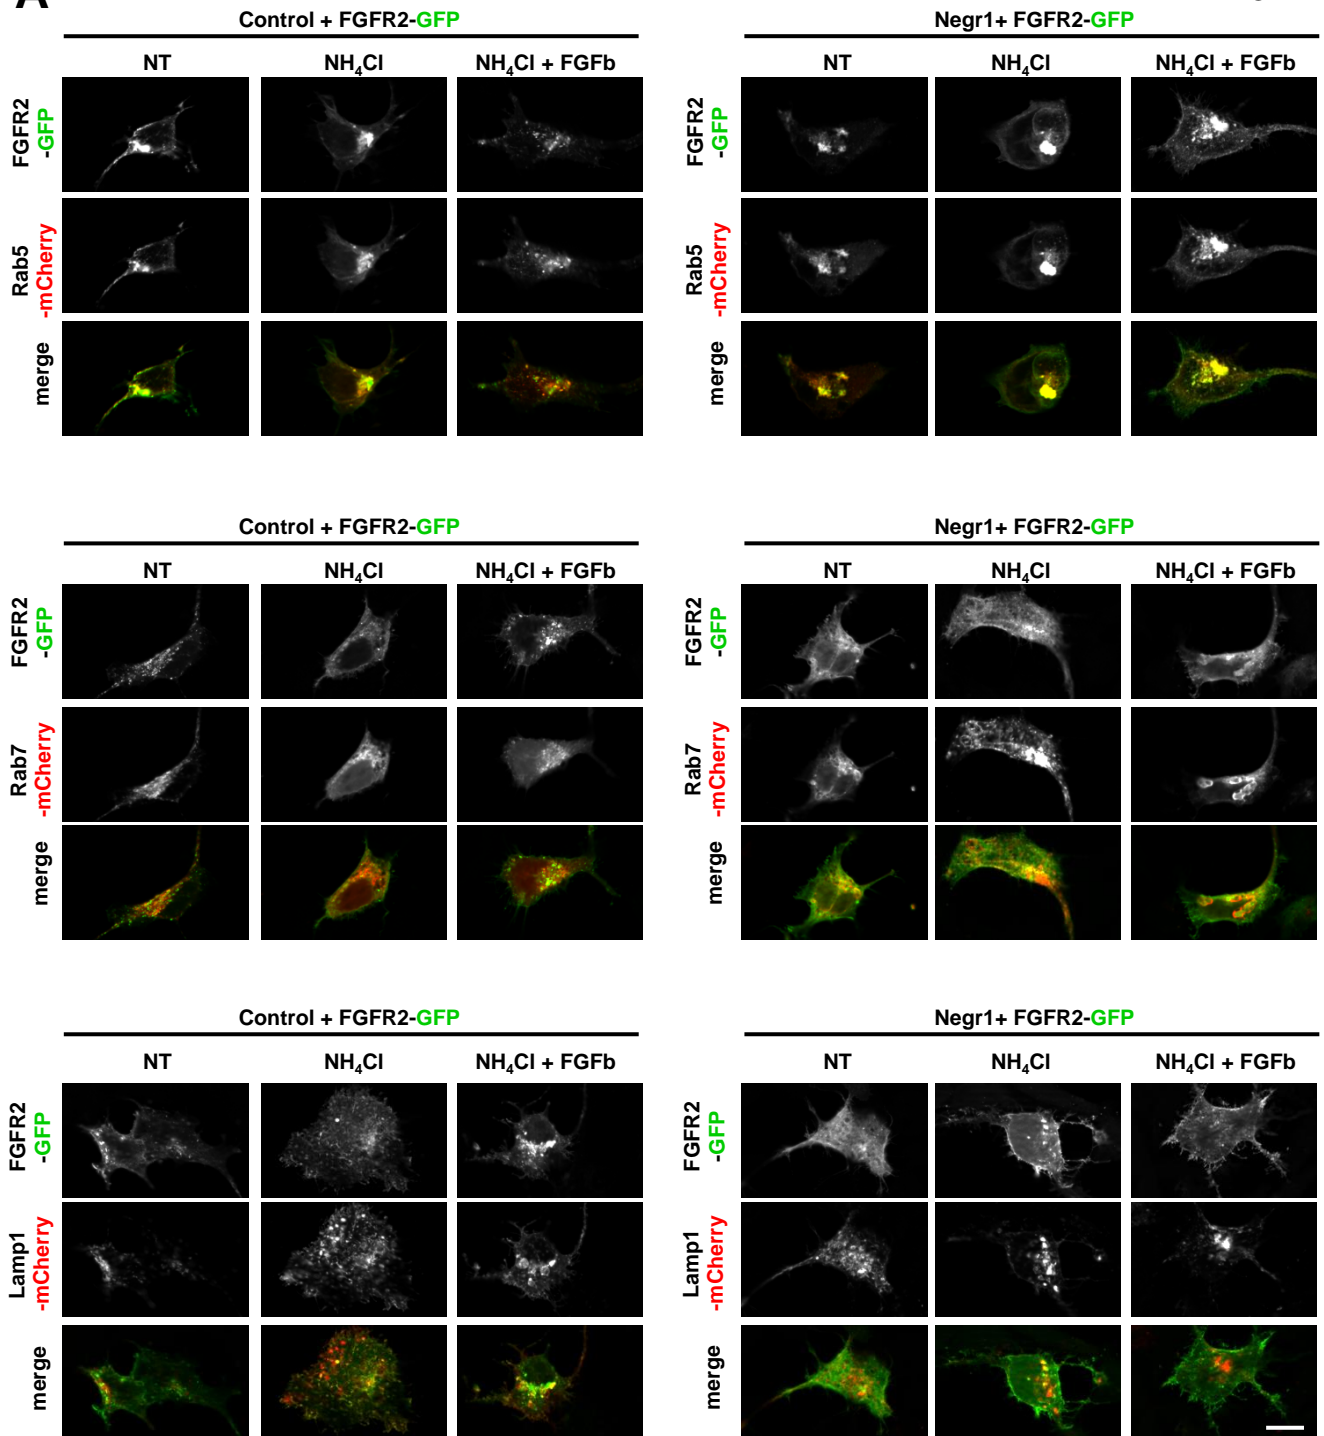 A
Control + FGFR2-GFP
NT NH₄Cl NH₄Cl + FGFb
FGFR2
-GFP
Rab5
-mCherry
merge
Negr1+ FGFR2-GFP
NT NH₄Cl NH₄Cl + FGFb
FGFR2
-GFP
Rab5
-mCherry
merge
Control + FGFR2-GFP
NT NH₄Cl NH₄Cl + FGFb
FGFR2
-GFP
Rab7
-mCherry
merge
Negr1+ FGFR2-GFP
NT NH₄Cl NH₄Cl + FGFb
FGFR2
-GFP
Rab7
-mCherry
merge
Control + FGFR2-GFP
NT NH₄Cl NH₄Cl + FGFb
FGFR2
-GFP
Lamp1
-mCherry
merge
Negr1+ FGFR2-GFP
NT NH₄Cl NH₄Cl + FGFb
FGFR2
-GFP
Lamp1
-mCherry
merge